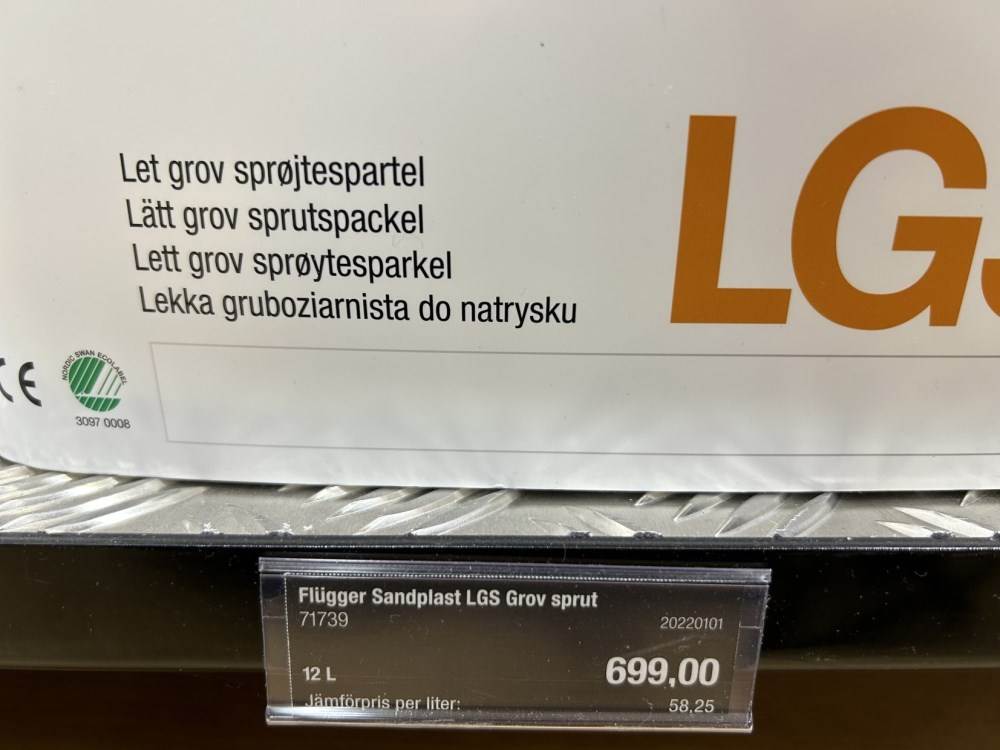 Let grov sprøjtespartel
Lätt grov sprutspackel
Lett grov sprøytesparkel
Lekka gruboziarnista do natrysku
LG
CE
NORDIC SWAN ECOLABEL
3097 0008
Flügger Sandplast LGS Grov sprut
71739
20220101
12 L
699,00
Jämförpris per liter:
58,25